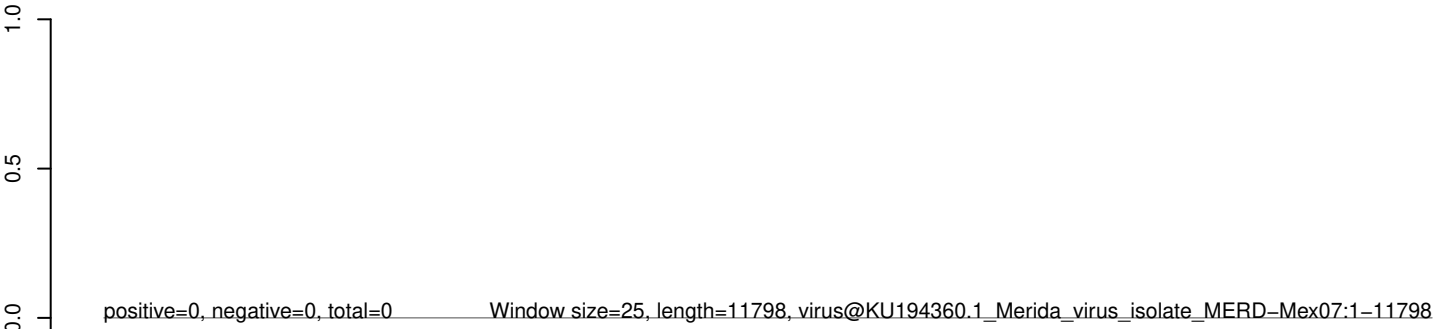 1.0
0.5
0.0
positive=0, negative=0, total=0
Window size=25, length=11798, virus@KU194360.1_Merida_virus_isolate_MERD−Mex07:1−11798